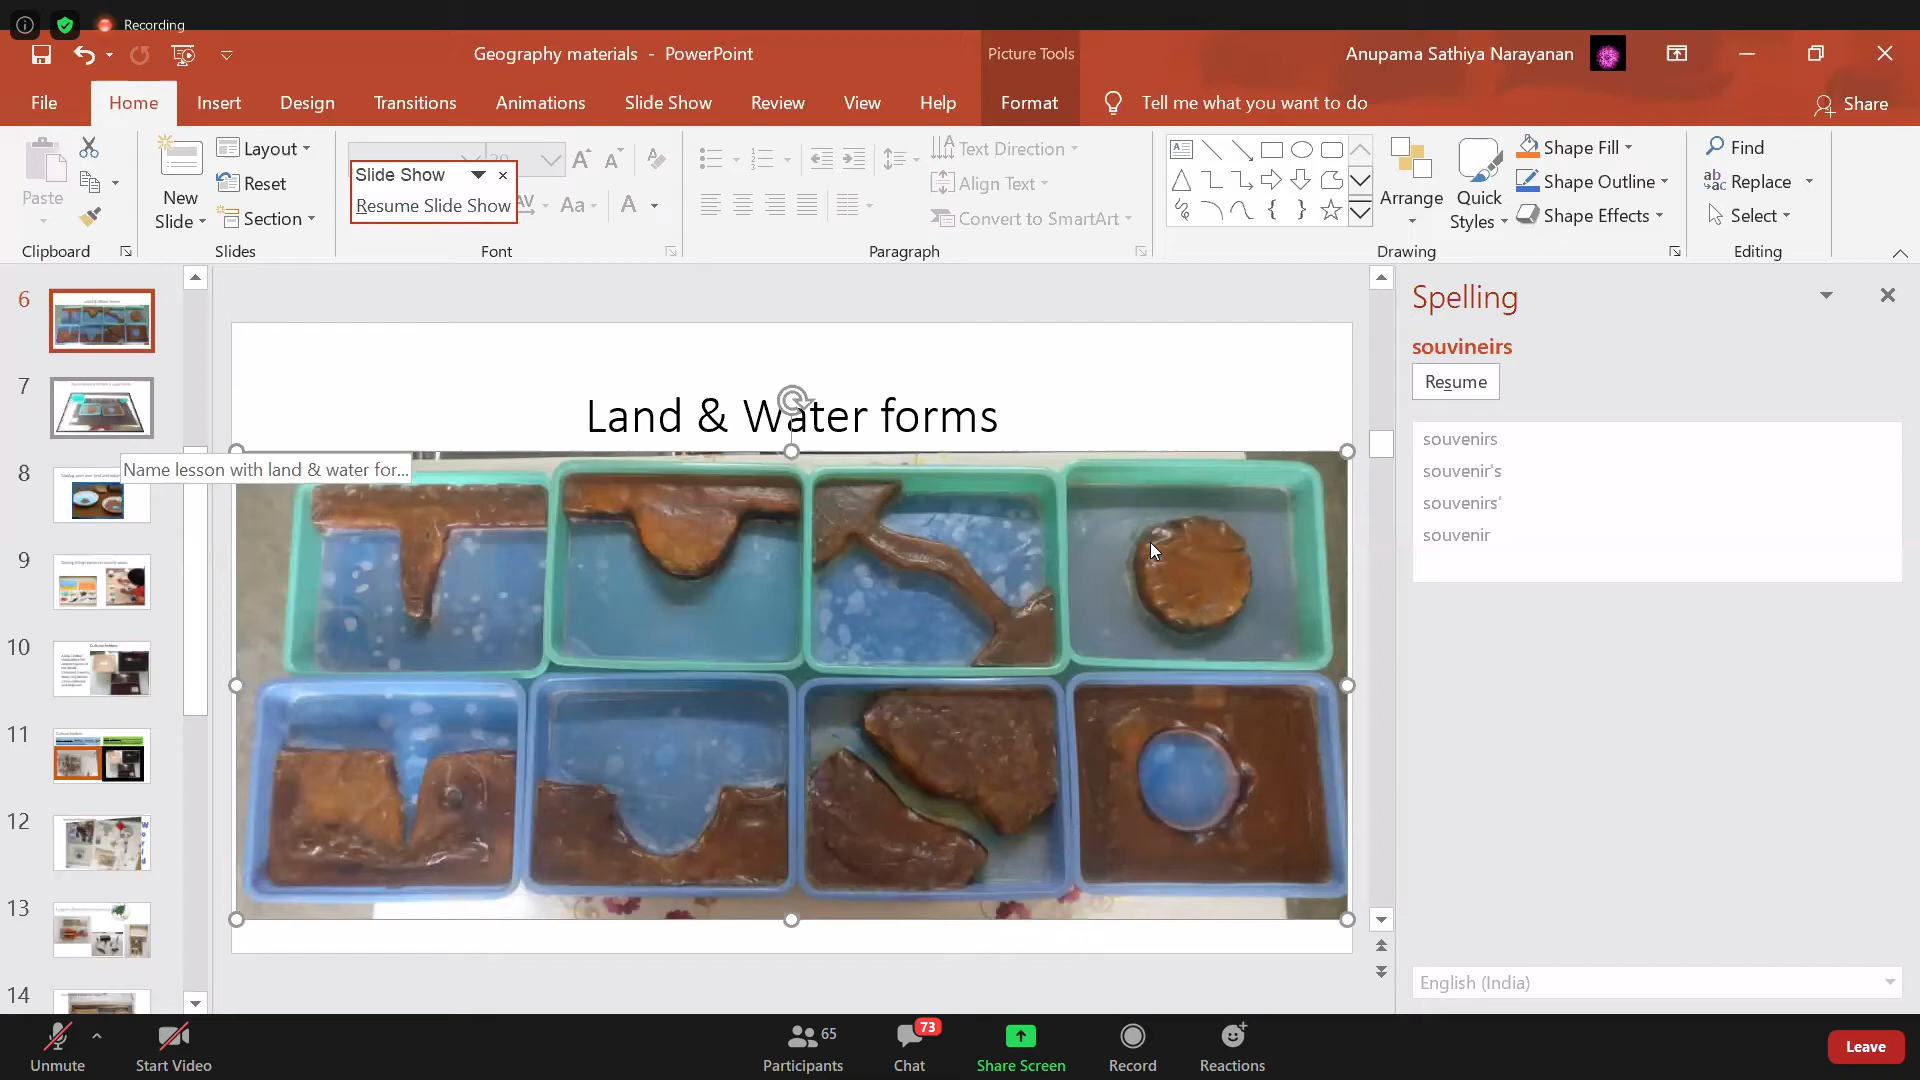 Recording
Geography materials - PowerPoint
Picture Tools
Anupama Sathiya Narayanan
File
Home
Insert
Design
Transitions
Animations
Slide Show
Review
View
Help
Format
Tell me what you want to do
Share
Paste
Clipboard
New
Slide
Layout
Reset
Section
Slides
Slide Show
Resume Slide Show
AV
Aa
A
Font
Text Direction
Align Text
Convert to SmartArt
Paragraph
Arrange
Quick
Styles
Shape Fill
Shape Outline
Shape Effects
Drawing
Find
Replace
Select
Editing
6
7
Name lesson with land & water for...
8
9
10
11
12
13
14
Land & Water forms
Spelling
souvineirs
Resume
souvenirs
souvenir's
souvenirs'
souvenir
English (India)
Unmute
Start Video
65
Participants
73
Chat
Share Screen
Record
Reactions
Leave